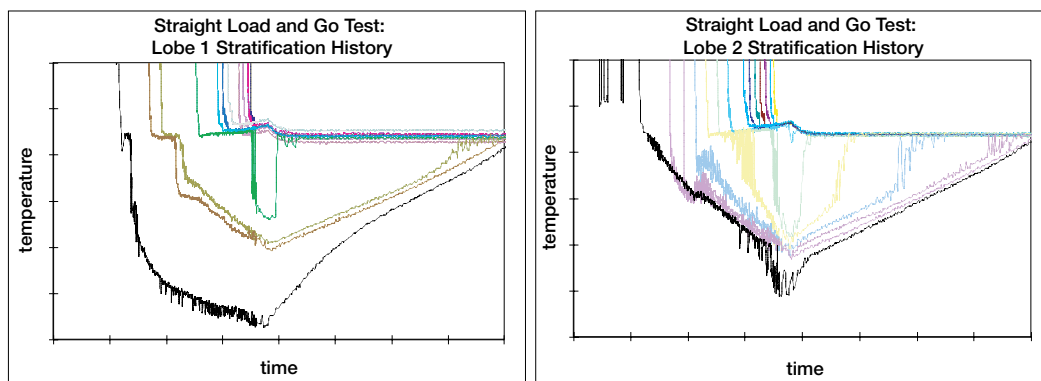 Straight Load and Go Test:
Lobe 1 Stratification History
temperature
time
Straight Load and Go Test:
Lobe 2 Stratification History
temperature
time